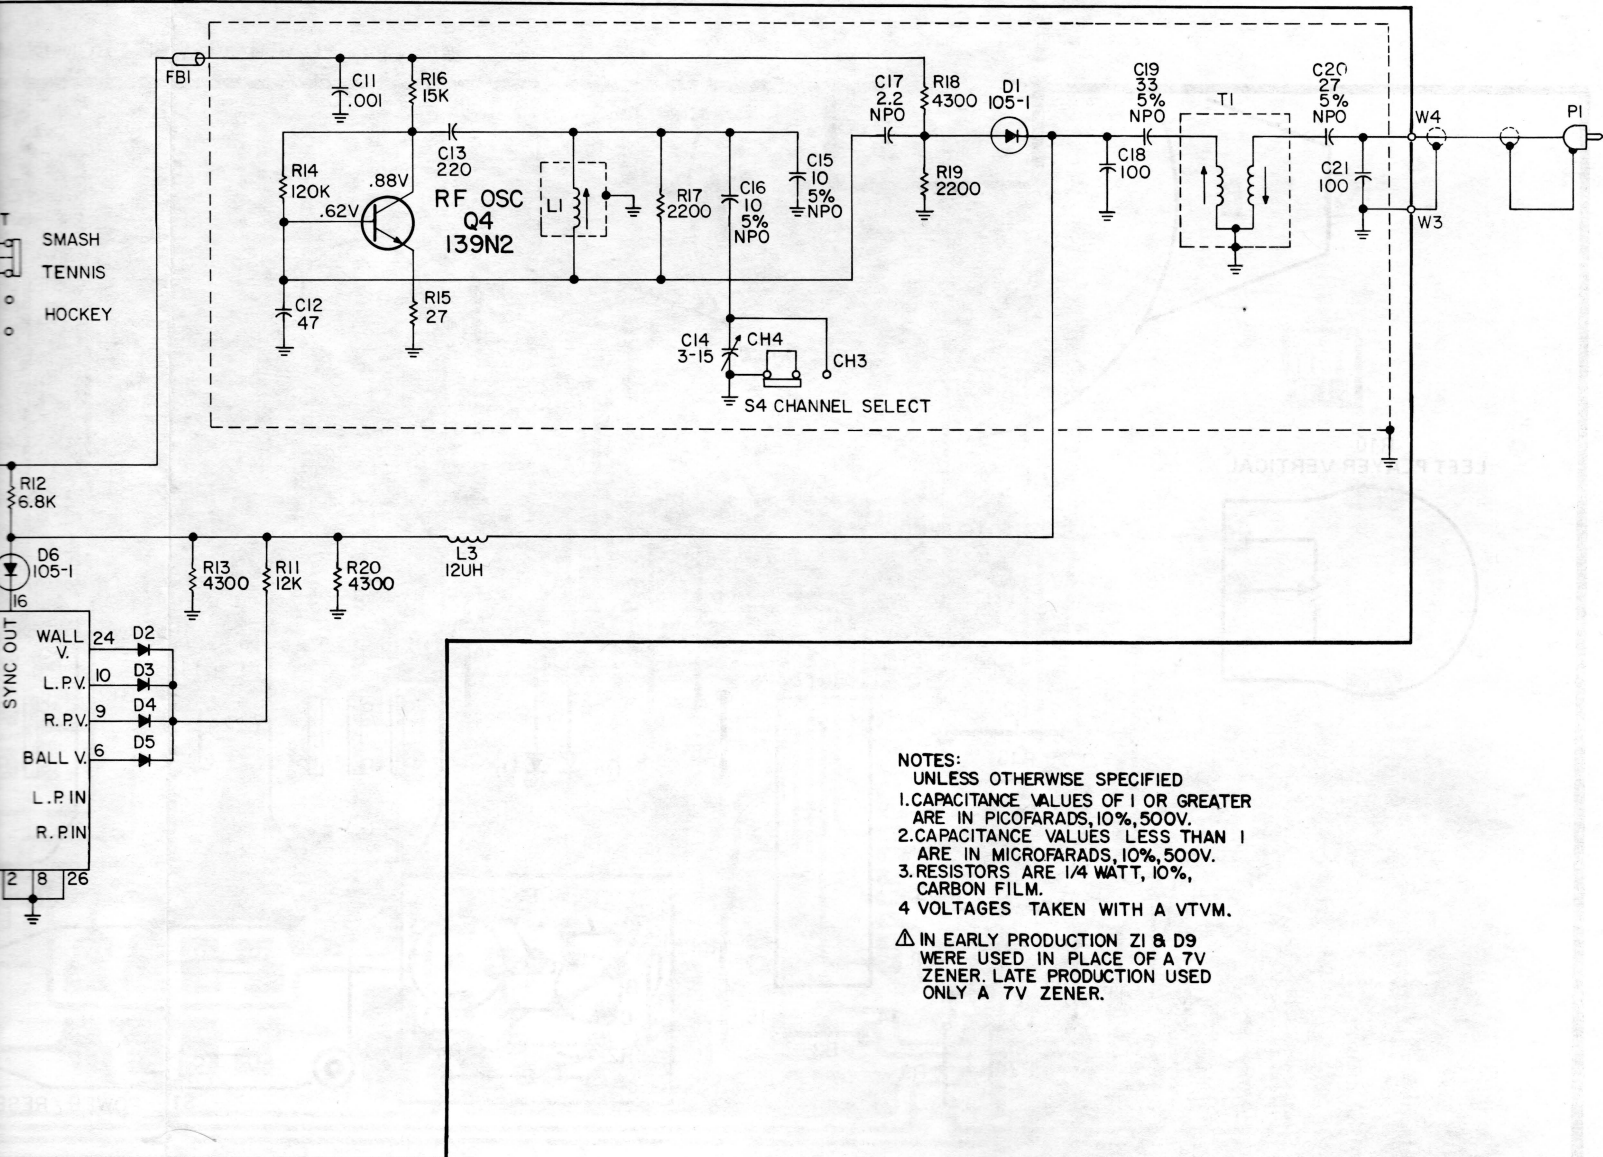 FB1
C11
.001
R16
15K
C17
2.2
NPO
R18
4300
D1
105-1
C19
33
5%
NPO
T1
C20
27
5%
NPO
W4
P1
R14
120K
.88V
.62V
C13
220
RF OSC
Q4
139N2
L1
R17
2200
C16
10
5%
NPO
C15
10
5%
NPO
R19
2200
C18
100
C21
100
W3
T
SMASH
TENNIS
HOCKEY
C12
47
R15
27
C14
3-15
CH4
CH3
S4 CHANNEL SELECT
R12
6.8K
D6
105-1
16
R13
4300
R11
12K
R20
4300
L3
12UH
SYNC OUT
WALL
V.
24
D2
L.P.V.
10
D3
R.P.V.
9
D4
BALL V.
6
D5
L.P.IN
R.P.IN
2
8
26
NOTES:
UNLESS OTHERWISE SPECIFIED
1.CAPACITANCE VALUES OF 1 OR GREATER
ARE IN PICOFARADS,10%,500V.
2.CAPACITANCE VALUES LESS THAN 1
ARE IN MICROFARADS,10%,500V.
3.RESISTORS ARE 1/4 WATT, 10%,
CARBON FILM.
4 VOLTAGES TAKEN WITH A VTVM.
⚠ IN EARLY PRODUCTION Z1 & D9
WERE USED IN PLACE OF A 7V
ZENER. LATE PRODUCTION USED
ONLY A 7V ZENER.